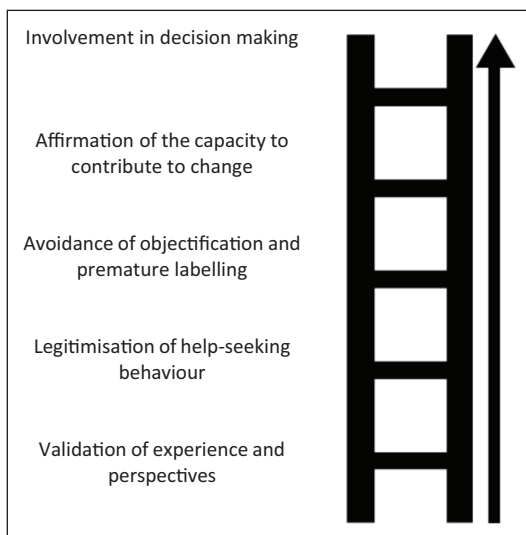 Involvement in decision making
Affirmation of the capacity to
contribute to change
Avoidance of objectification and
premature labelling
Legitimisation of help-seeking
behaviour
Validation of experience and
perspectives